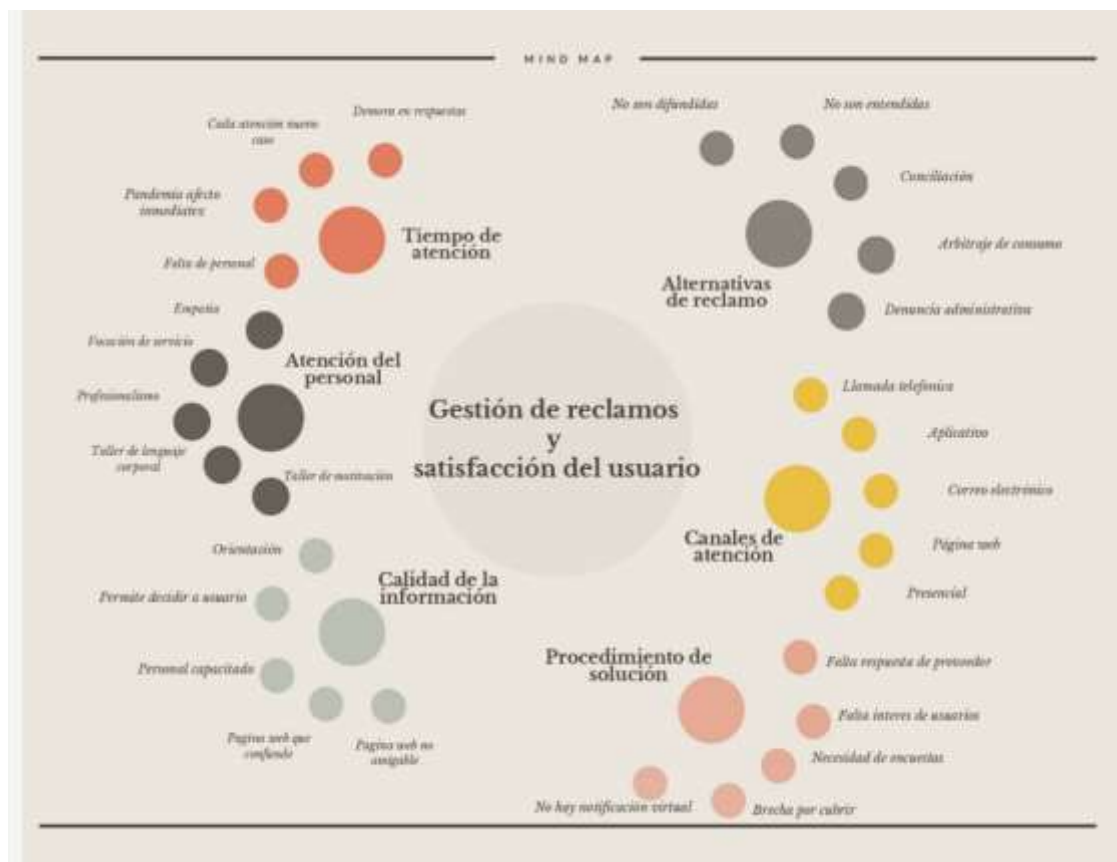 MIND MAP
Demora en respuestas
Cada atención nuevo
caso
Pandemia afecto
inmediatez
Falta de personal
Tiempo de
atención
Empatia
Vocación de servicio
Profesionalismo
Taller de lenguaje
corporal
Taller de motivación
Atención del
personal
Orientación
Permite decidir a usuario
Personal capacitado
Pagina web que
confunde
Pagina web no
amigable
Calidad de la
información
Gestión de reclamos
y
satisfacción del usuario
No son difundidas
No son entendidas
Conciliación
Arbitraje de consumo
Denuncia administrativa
Alternativas
de reclamo
Llamada telefonica
Aplicativo
Correo electrónico
Página web
Presencial
Canales de
atención
Procedimiento de
solución
Falta respuesta de proveedor
Falta interes de usuarios
Necesidad de encuestas
Brecha por cubrir
No hay notificación virtual